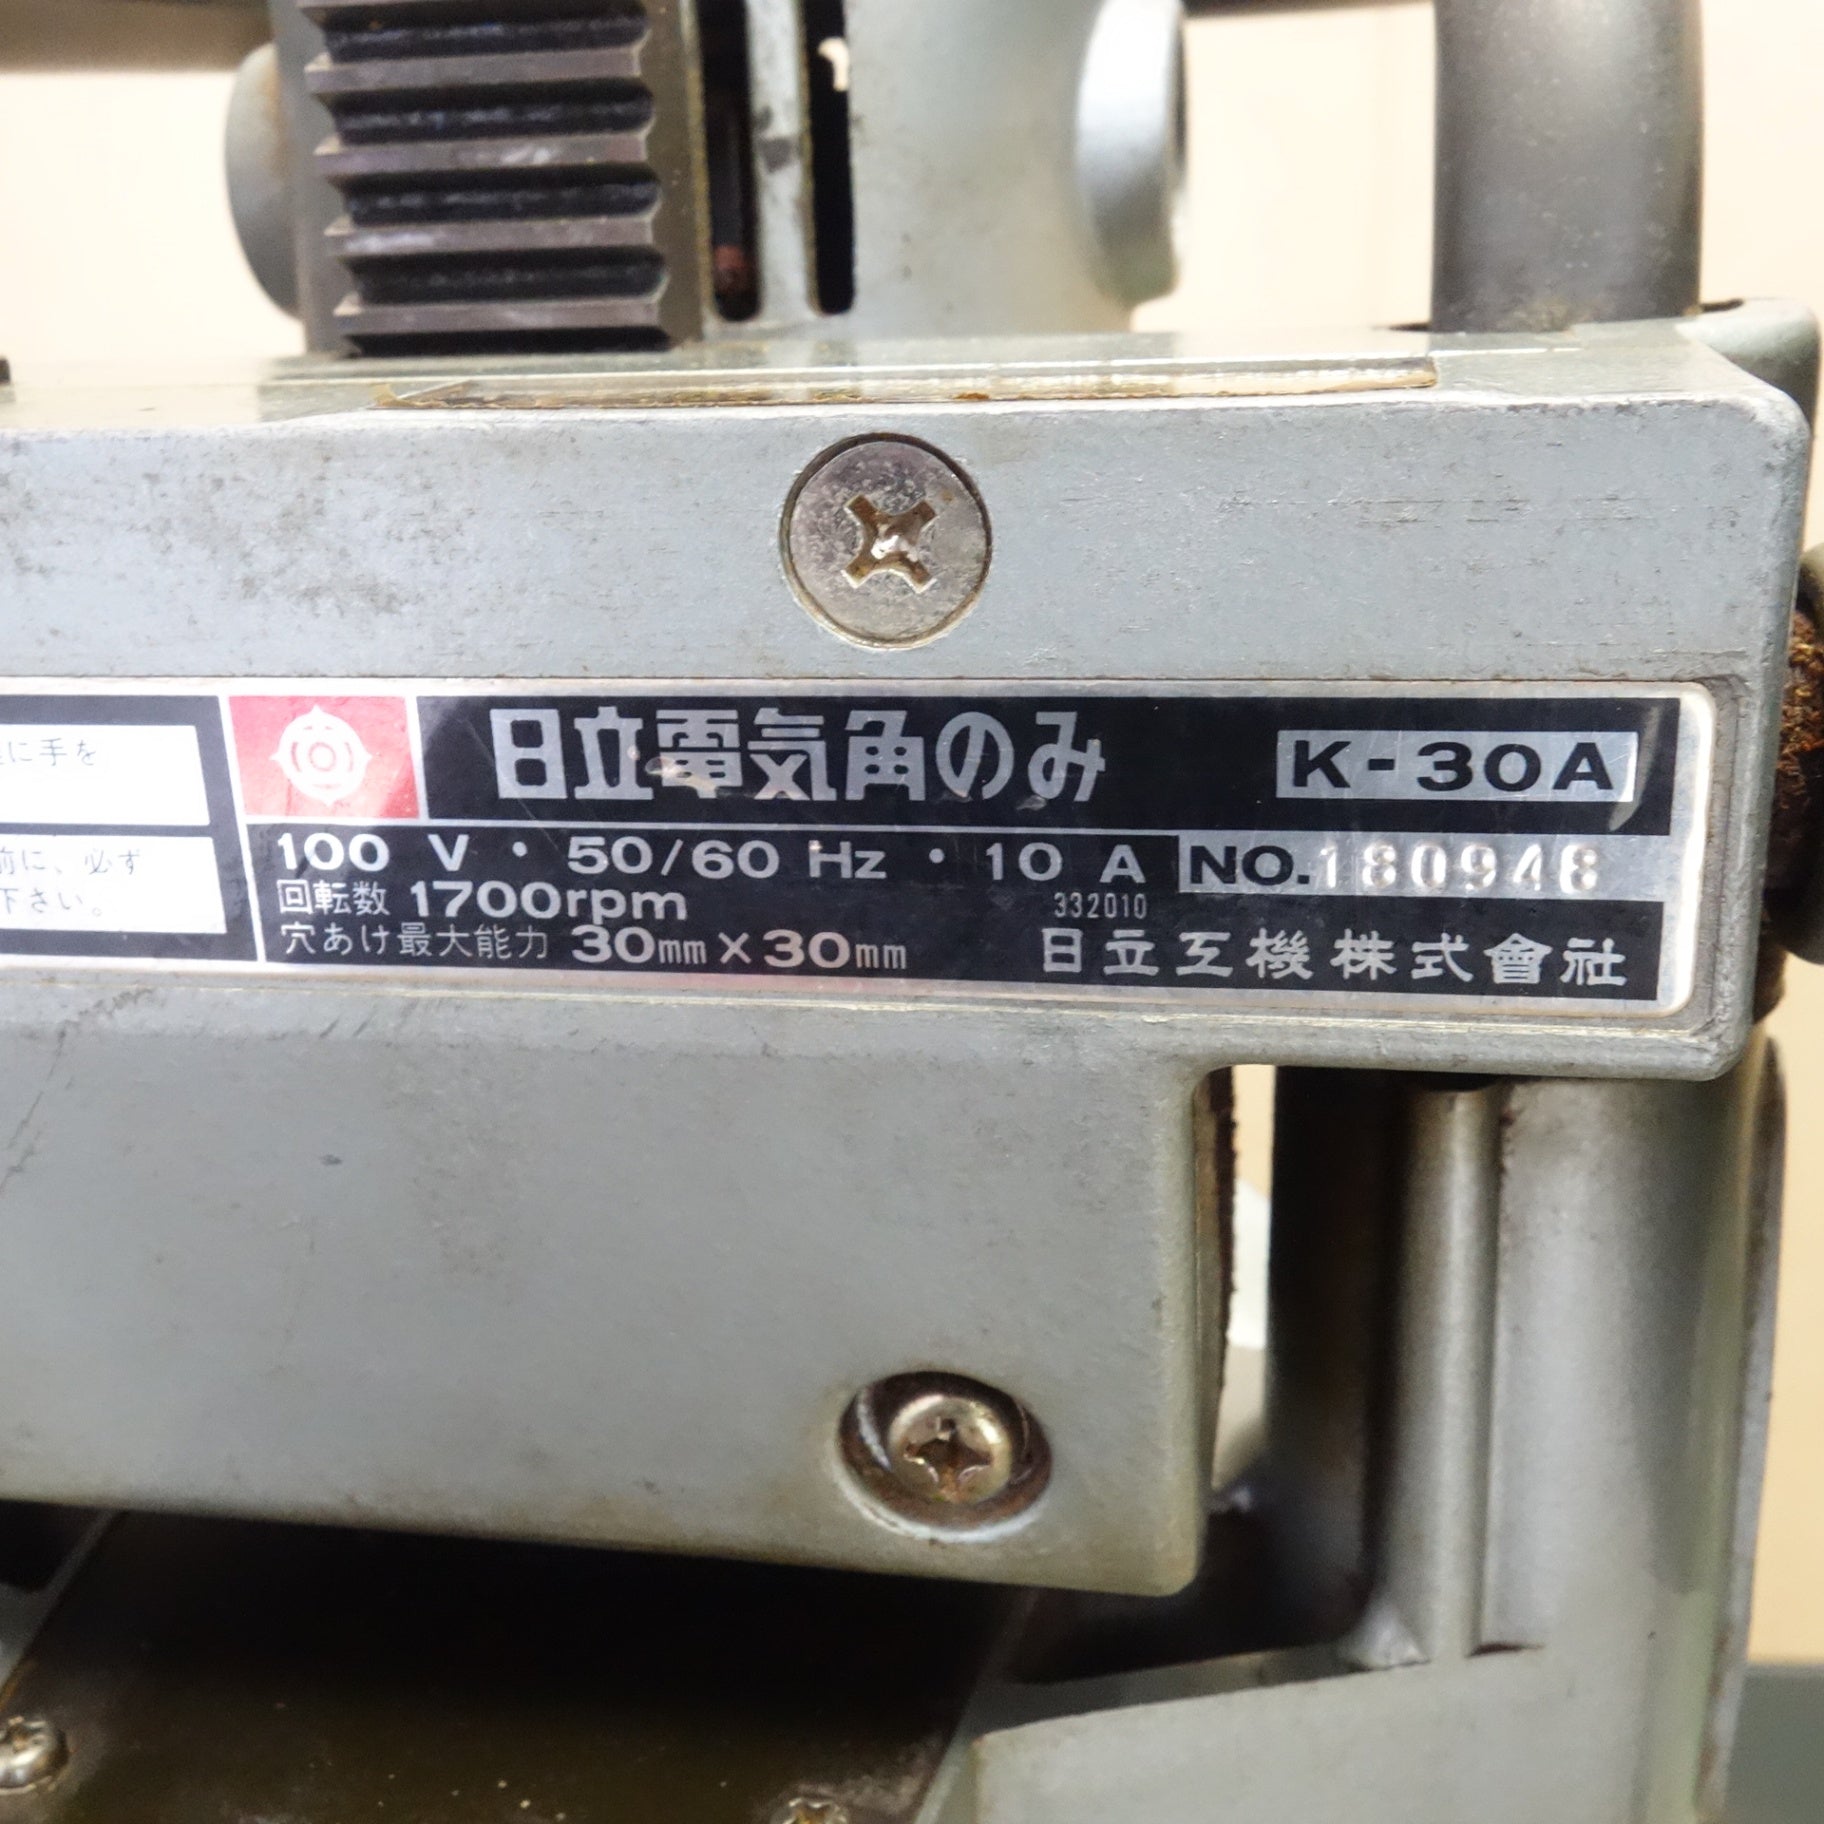 に手を
前に、必ず
下さい。
日立電気角のみ K-30A
100 V・50/60 Hz・10 A NO.180948
回転数 1700rpm 332010
穴あけ最大能力 30mm X 30mm 日立工機株式會社